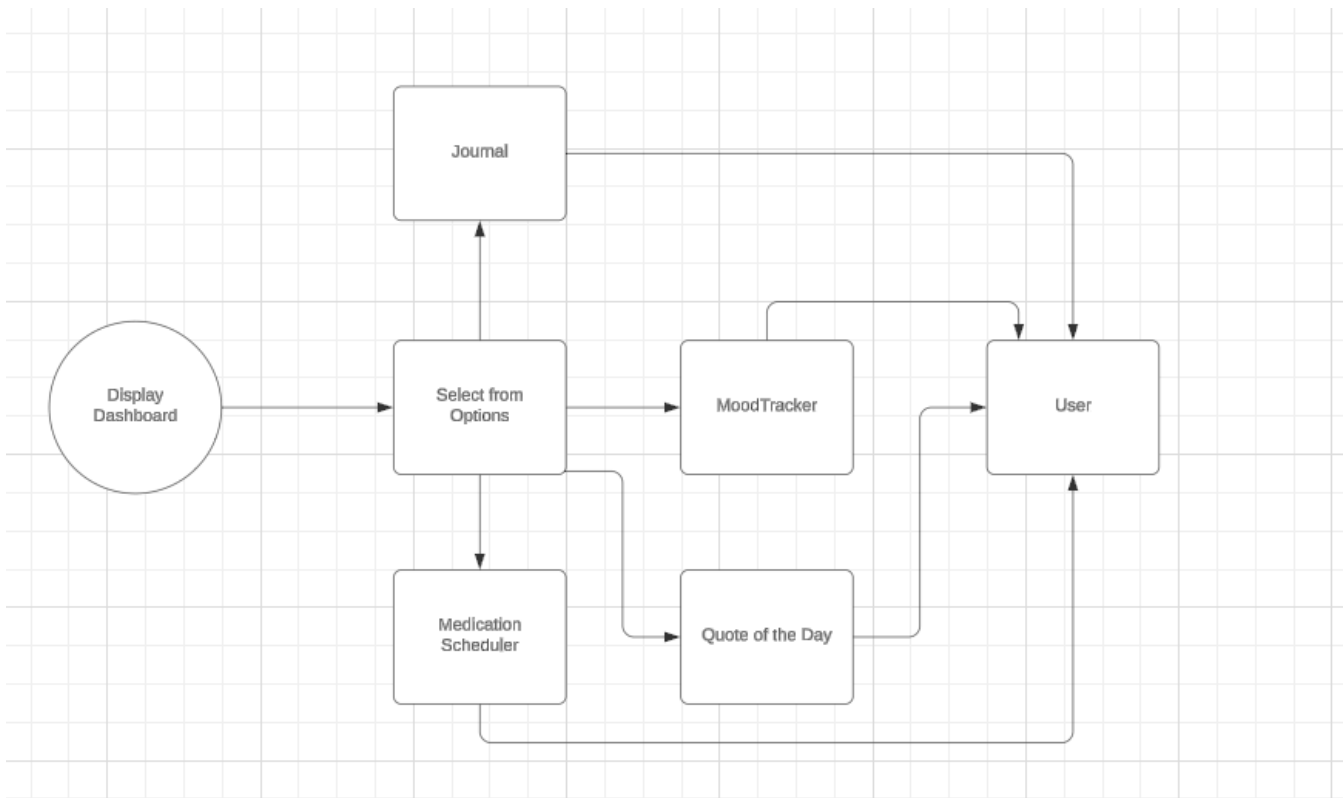 Journal
Display
Dashboard
Select from
Options
MoodTracker
User
Medication
Scheduler
Quote of the Day